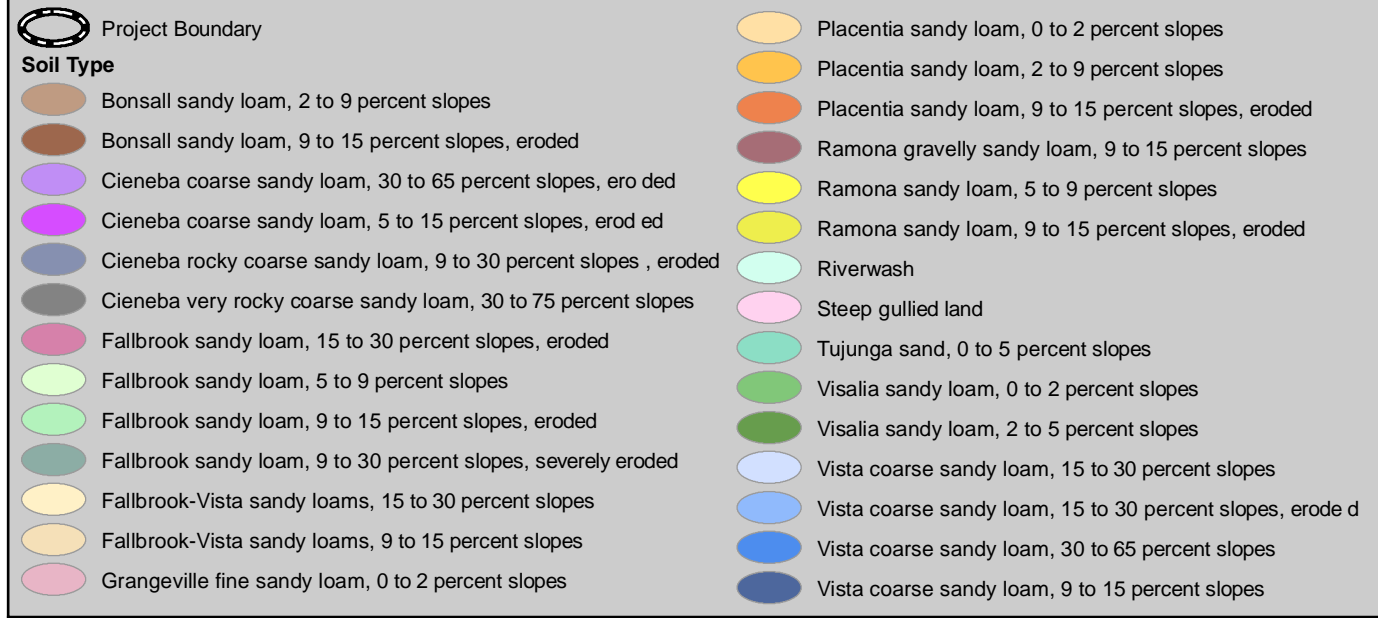 Project Boundary
Soil Type
Bonsall sandy loam, 2 to 9 percent slopes
Bonsall sandy loam, 9 to 15 percent slopes, eroded
Cieneba coarse sandy loam, 30 to 65 percent slopes, ero ded
Cieneba coarse sandy loam, 5 to 15 percent slopes, erod ed
Cieneba rocky coarse sandy loam, 9 to 30 percent slopes , eroded
Cieneba very rocky coarse sandy loam, 30 to 75 percent slopes
Fallbrook sandy loam, 15 to 30 percent slopes, eroded
Fallbrook sandy loam, 5 to 9 percent slopes
Fallbrook sandy loam, 9 to 15 percent slopes, eroded
Fallbrook sandy loam, 9 to 30 percent slopes, severely eroded
Fallbrook-Vista sandy loams, 15 to 30 percent slopes
Fallbrook-Vista sandy loams, 9 to 15 percent slopes
Grangeville fine sandy loam, 0 to 2 percent slopes
Placentia sandy loam, 0 to 2 percent slopes
Placentia sandy loam, 2 to 9 percent slopes
Placentia sandy loam, 9 to 15 percent slopes, eroded
Ramona gravelly sandy loam, 9 to 15 percent slopes
Ramona sandy loam, 5 to 9 percent slopes
Ramona sandy loam, 9 to 15 percent slopes, eroded
Riverwash
Steep gullied land
Tujunga sand, 0 to 5 percent slopes
Visalia sandy loam, 0 to 2 percent slopes
Visalia sandy loam, 2 to 5 percent slopes
Vista coarse sandy loam, 15 to 30 percent slopes
Vista coarse sandy loam, 15 to 30 percent slopes, erode d
Vista coarse sandy loam, 30 to 65 percent slopes
Vista coarse sandy loam, 9 to 15 percent slopes